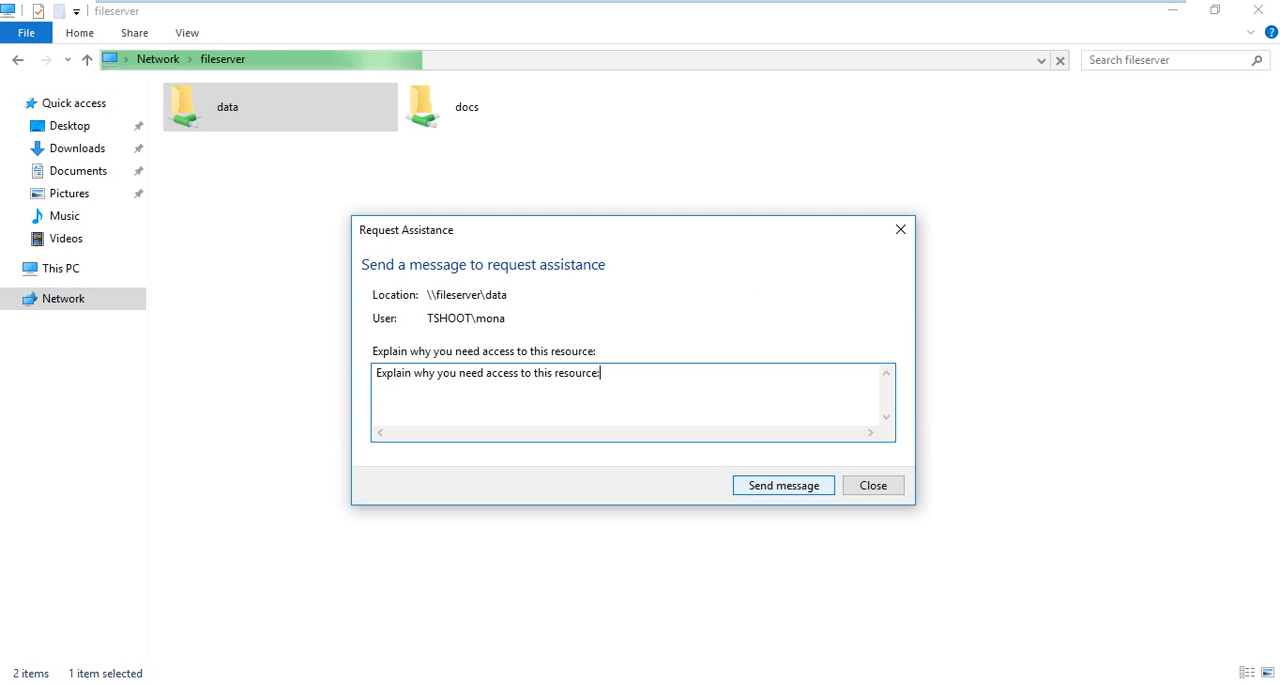 fileserver
File Home Share View
Network fileserver
Search fileserver
Quick access
Desktop
Downloads
Documents
Pictures
Music
Videos
This PC
Network
data docs
Request Assistance
Send a message to request assistance
Location: \\fileserver\data
User: TSHOOT\mona
Explain why you need access to this resource:
Explain why you need access to this resource:
Send message Close
2 items 1 item selected